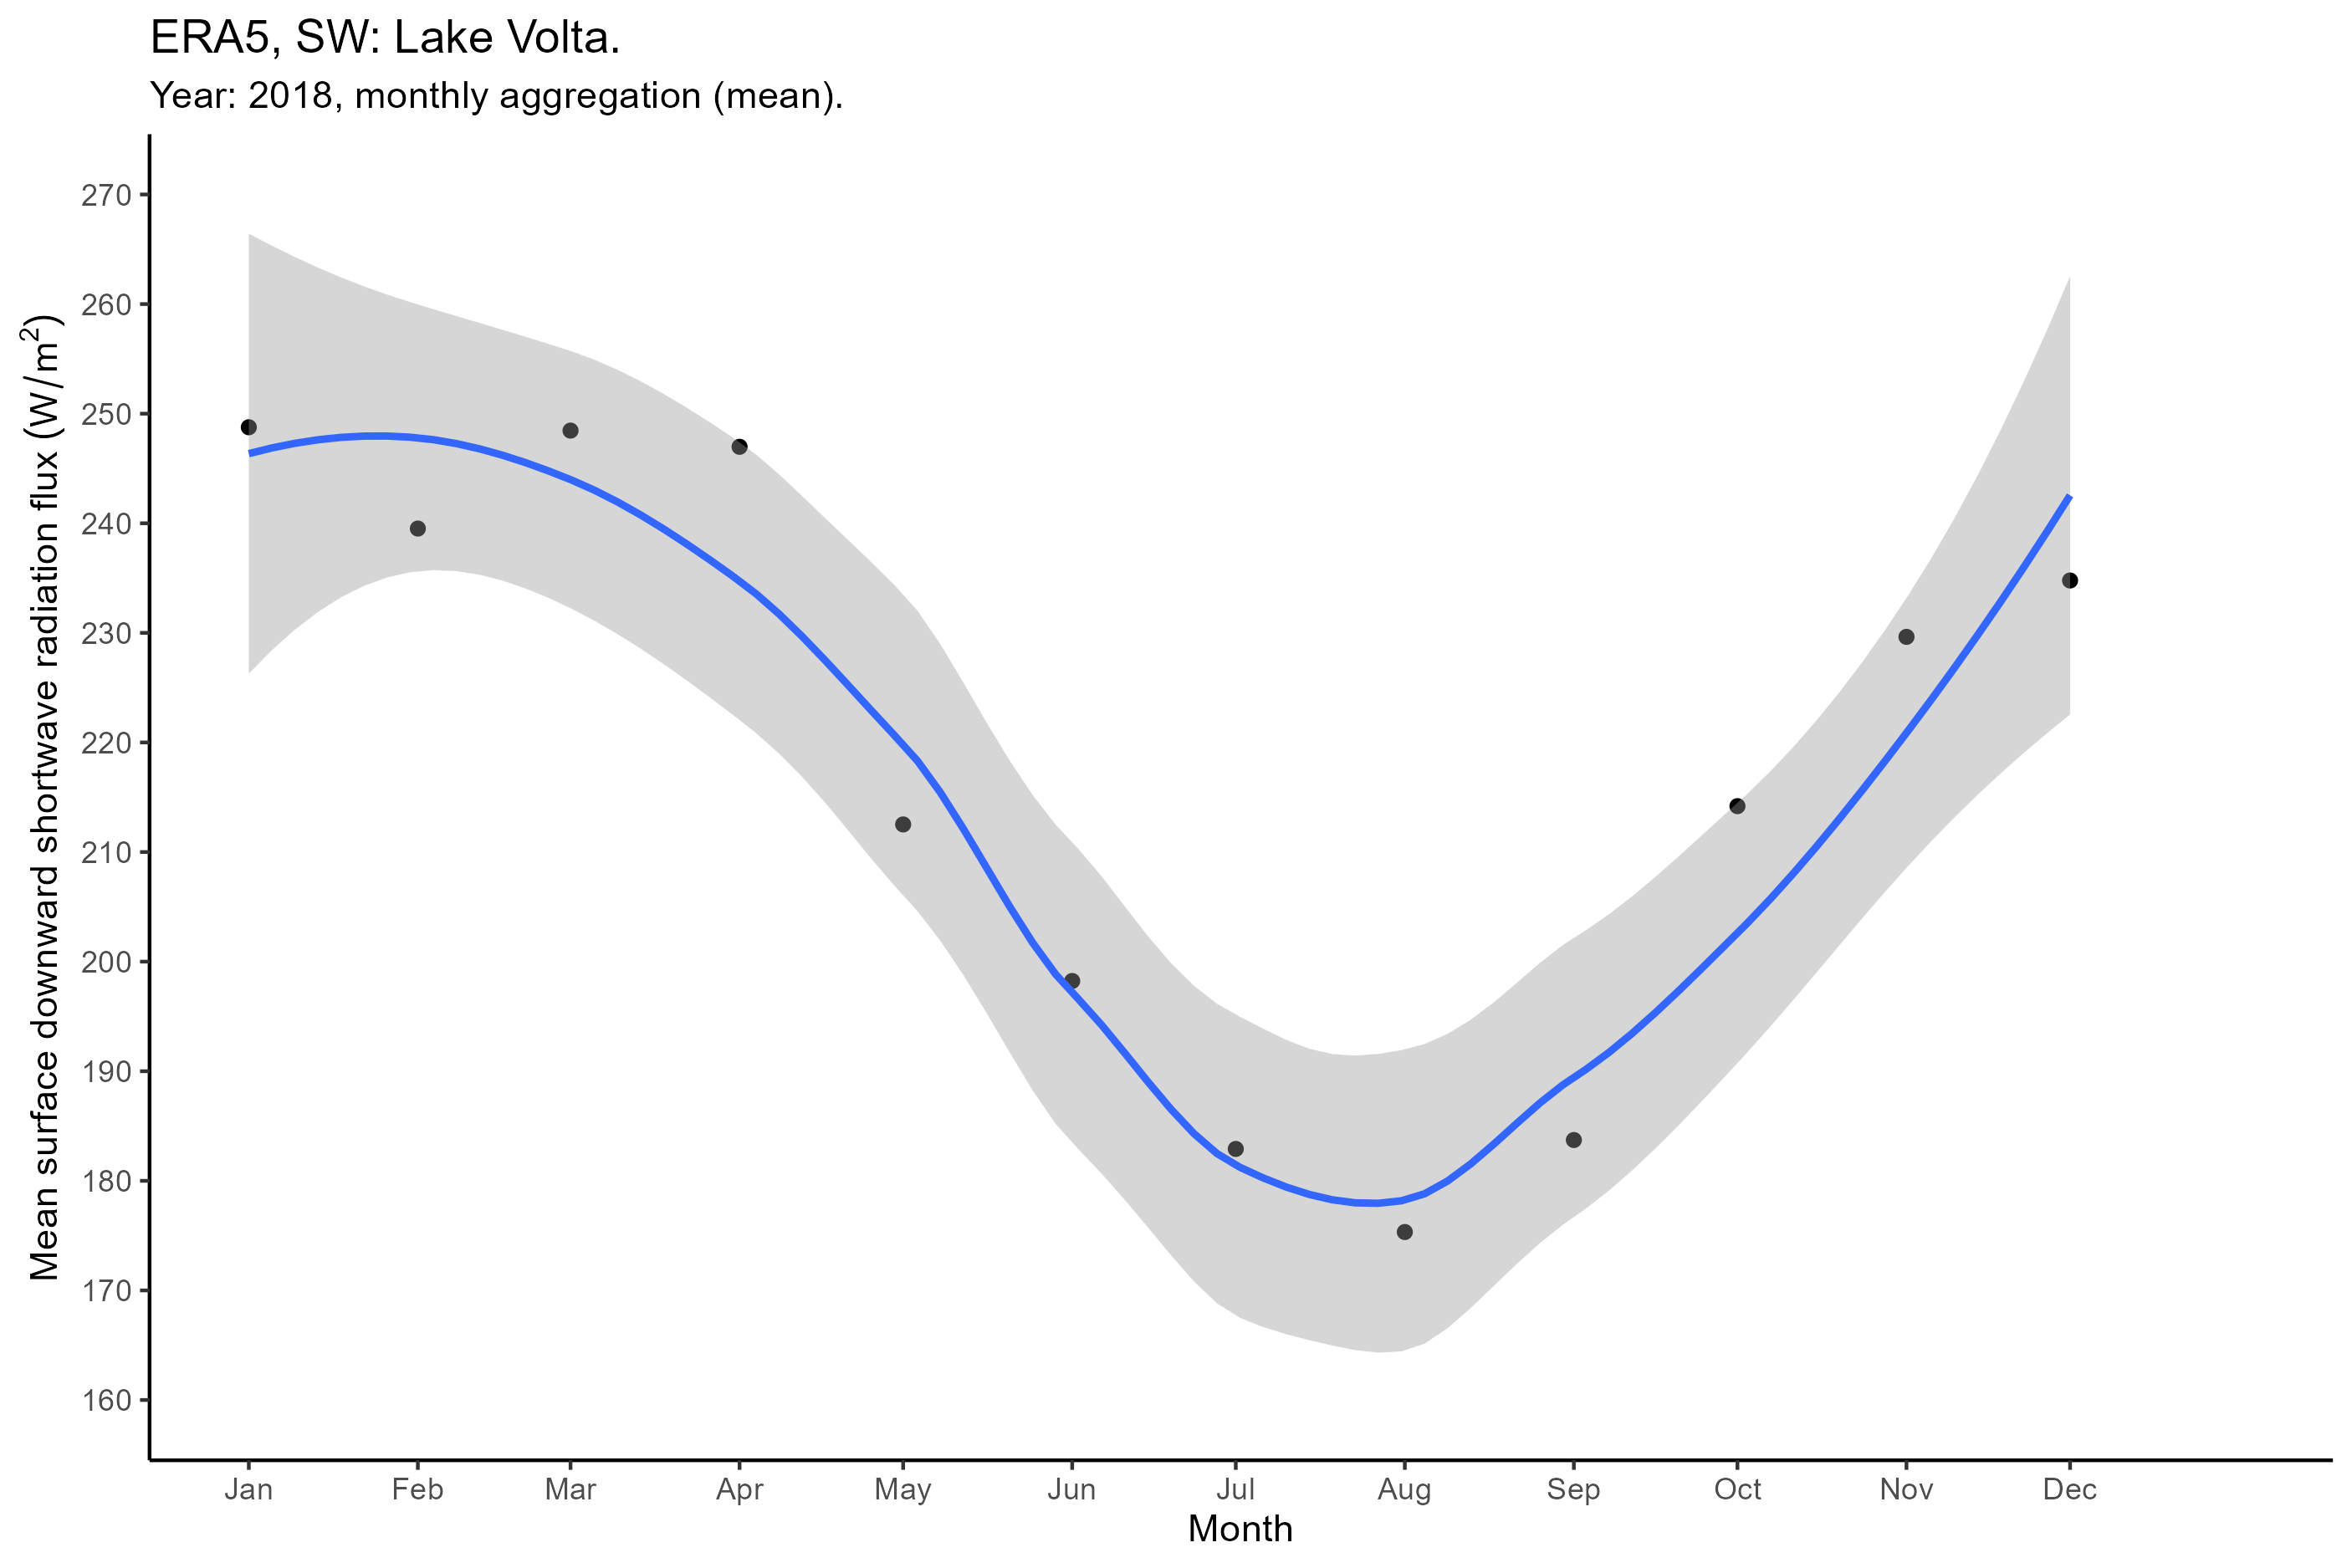 ERA5, SW: Lake Volta.
Year: 2018, monthly aggregation (mean).
Mean surface downward shortwave radiation flux (W/m²)
270
260
250
240
230
220
210
200
190
180
170
160
Jan Feb Mar Apr May Jun Jul Aug Sep Oct Nov Dec
Month